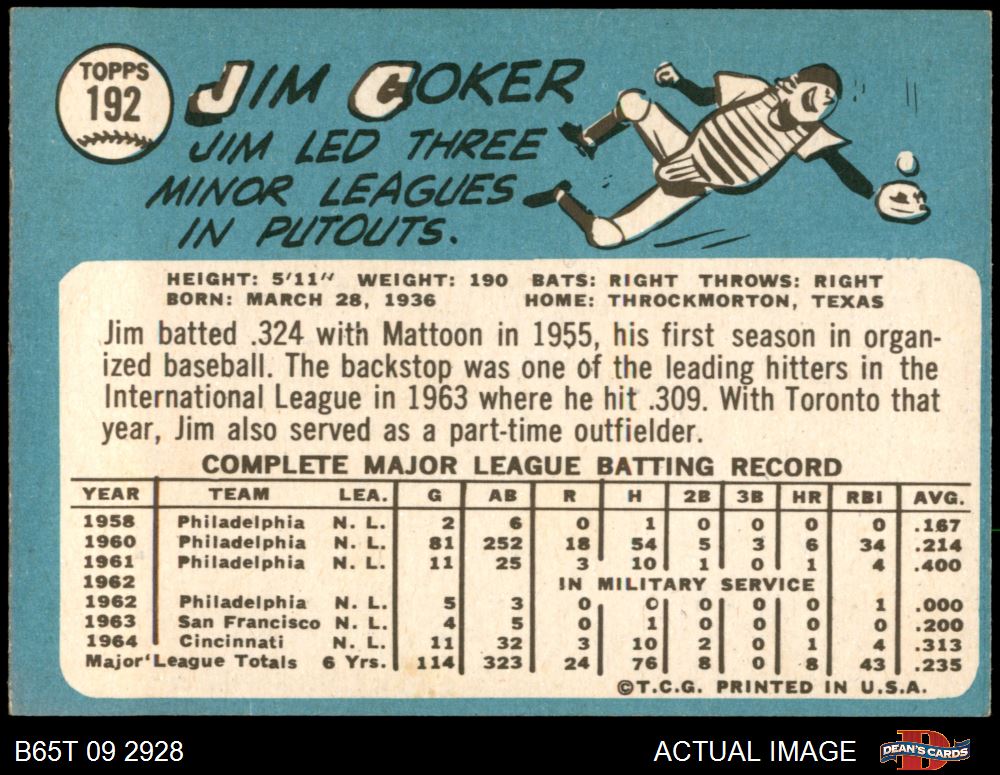 TOPPS
192
JIM COKER
JIM LED THREE
MINOR LEAGUES
IN PUTOUTS.
HEIGHT: 5'11" WEIGHT: 190 BATS: RIGHT THROWS: RIGHT
BORN: MARCH 28, 1936 HOME: THROCKMORTON, TEXAS
Jim batted .324 with Mattoon in 1955, his first season in organ-
ized baseball. The backstop was one of the leading hitters in the
International League in 1963 where he hit .309. With Toronto that
year, Jim also served as a part-time outfielder.
COMPLETE MAJOR LEAGUE BATTING RECORD
YEAR TEAM LEA. G AB R H 2B 3B HR RBI AVG.
1958 Philadelphia N. L. 2 6 0 1 0 0 0 0 .167
1960 Philadelphia N. L. 81 252 18 54 5 3 6 34 .214
1961 Philadelphia N. L. 11 25 3 10 1 0 1 4 .400
1962 IN MILITARY SERVICE
1962 Philadelphia N. L. 5 3 0 0 0 0 0 1 .000
1963 San Francisco N. L. 4 5 0 1 0 0 0 0 .200
1964 Cincinnati N. L. 11 32 3 10 2 0 1 4 .313
Major League Totals 6 Yrs. 114 323 24 76 8 0 8 43 .235
©T.C.G. PRINTED IN U.S.A.
B65T 09 2928 ACTUAL IMAGE DEAN'S CARDS